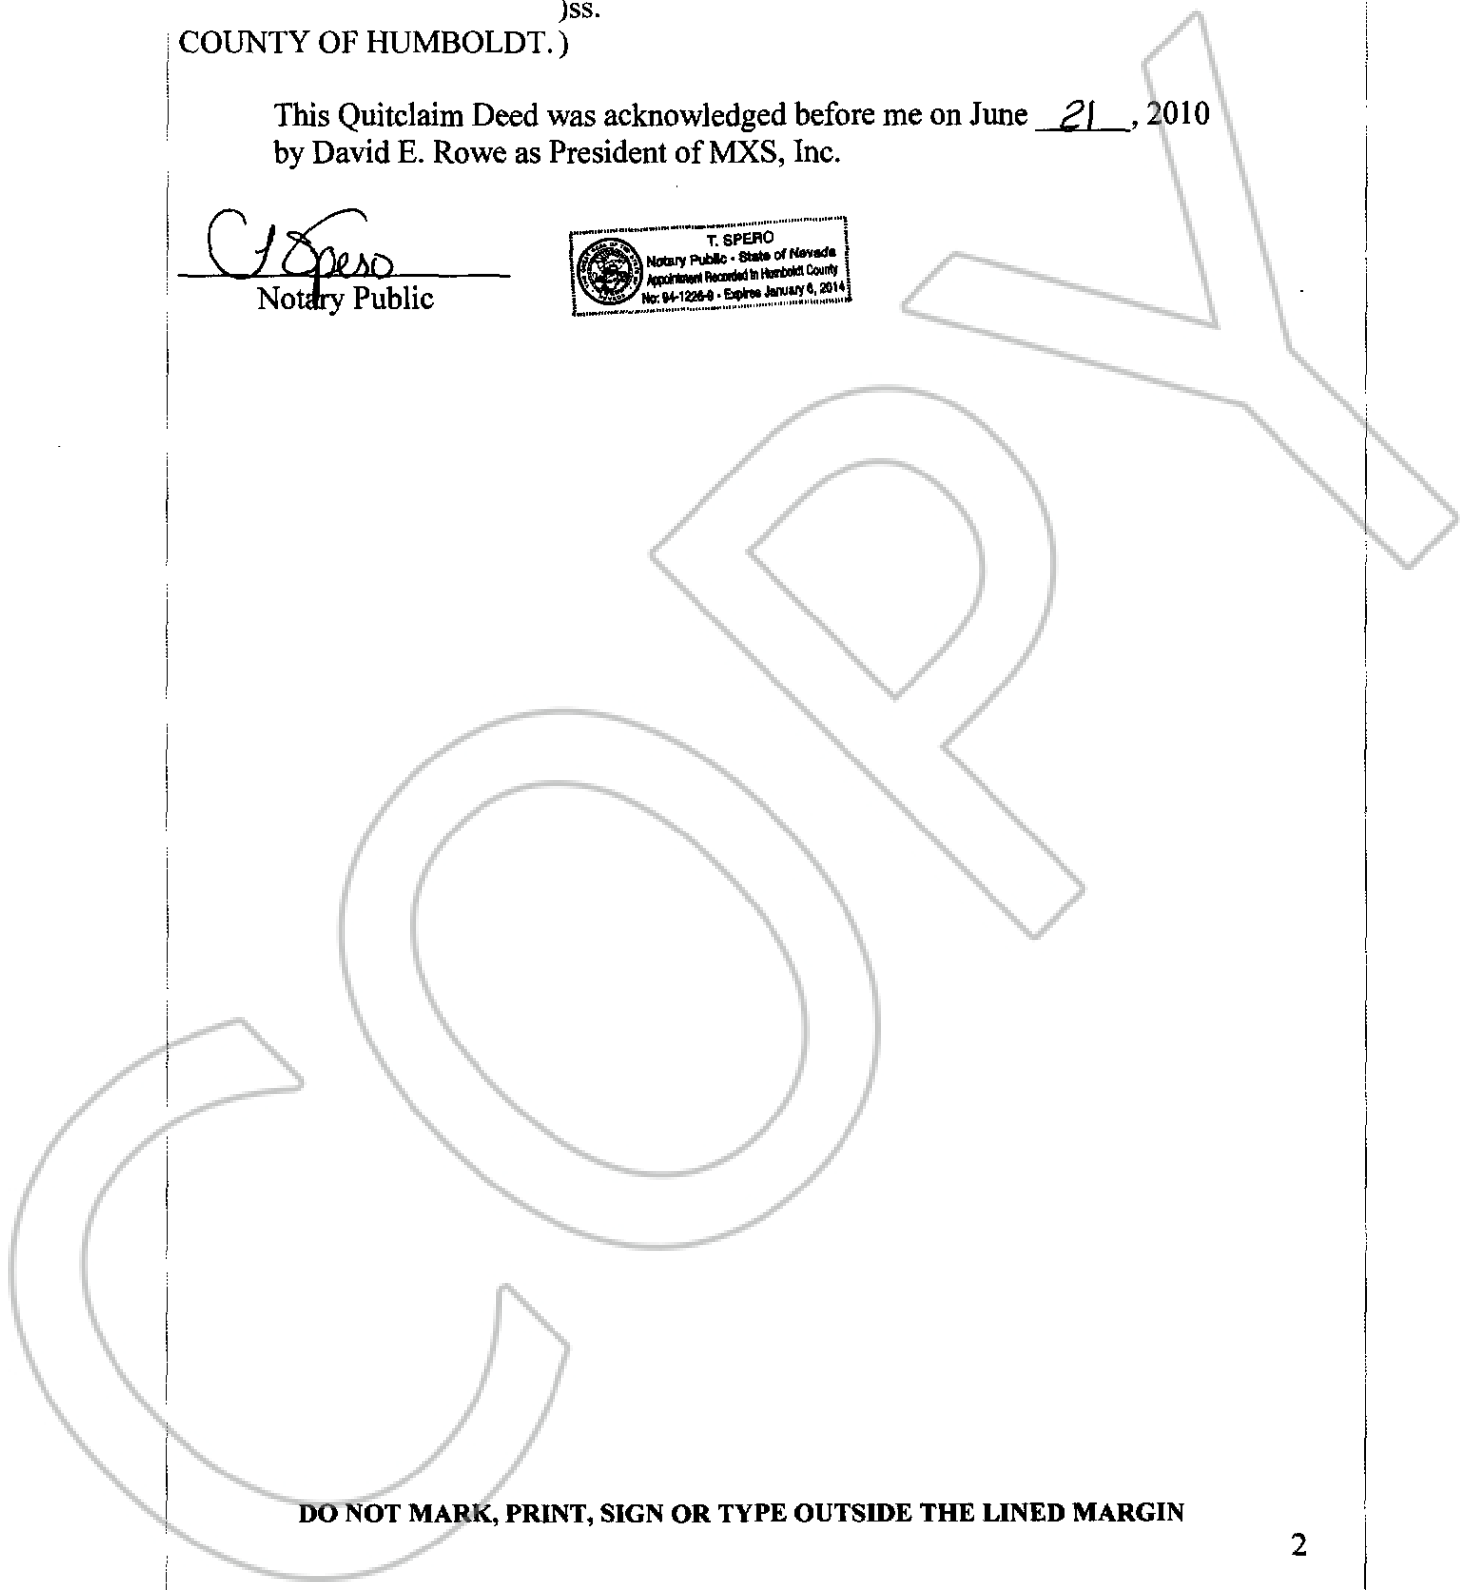 )ss.
COUNTY OF HUMBOLDT. )
This Quitclaim Deed was acknowledged before me on June 21, 2010
by David E. Rowe as President of MXS, Inc.
T Spero
Notary Public
T. SPERO
Notary Public - State of Nevada
Appointment Recorded in Humboldt County
No: 94-1226-9 - Expires January 6, 2014
COPY
DO NOT MARK, PRINT, SIGN OR TYPE OUTSIDE THE LINED MARGIN
2